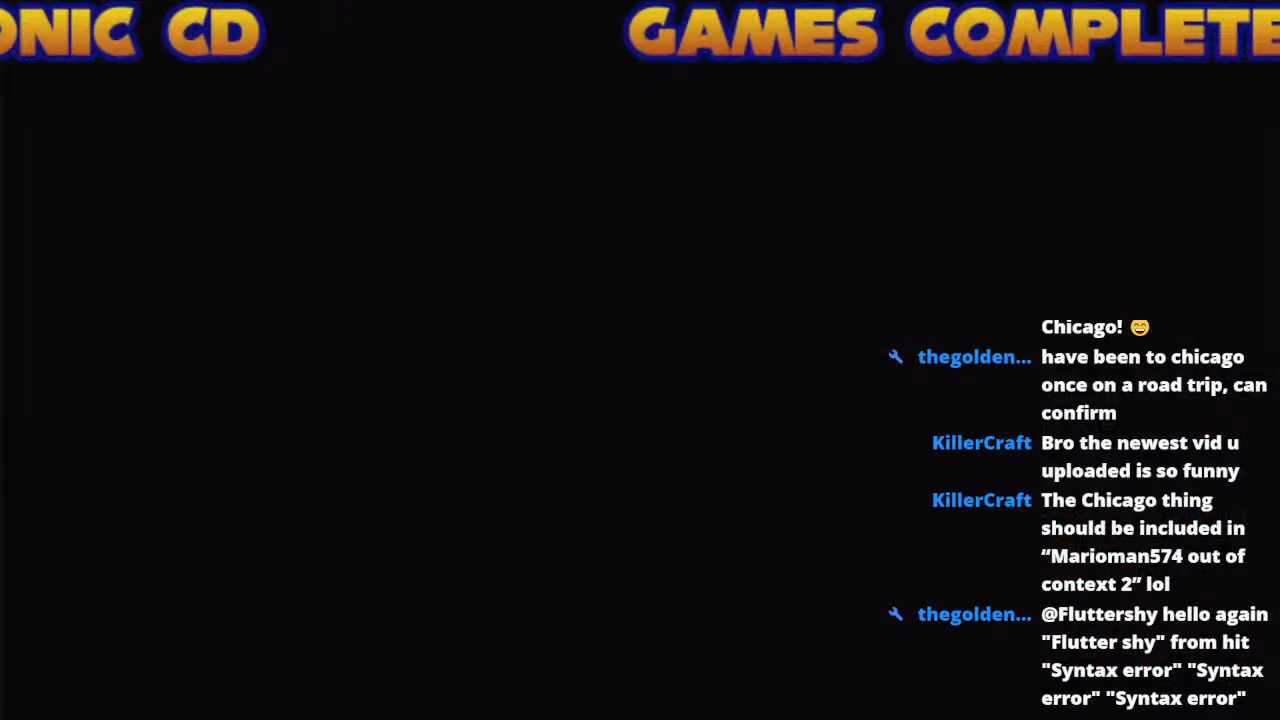 ONIC CD GAMES COMPLETE
Chicago! 😁
thegolden... have been to chicago
once on a road trip, can
confirm
KillerCraft Bro the newest vid u
uploaded is so funny
KillerCraft The Chicago thing
should be included in
“Marioman574 out of
context 2” lol
thegolden... @Fluttershy hello again
"Flutter shy" from hit
"Syntax error" "Syntax
error" "Syntax error"